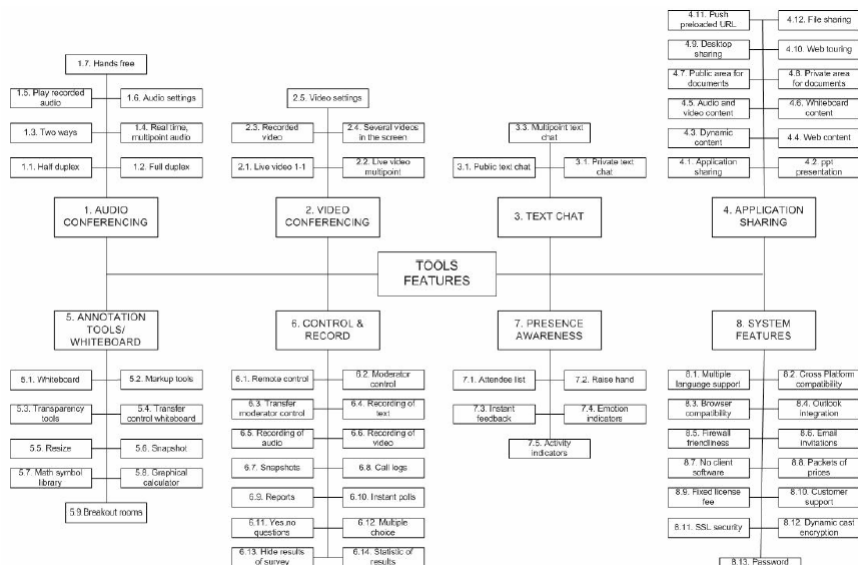 4.11. Push
preloaded URL
4.12. File sharing
4.9. Desktop
sharing
4.10. Web touring
4.7. Public area for
documents
4.8. Private area for
documents
4.5. Audio and
video content
4.6. Whiteboard
content
4.3. Dynamic
content
4.4. Web content
4.1. Application
sharing
4.2. ppt
presentation
1.7. Hands free
1.5. Play recorded
audio
1.6. Audio settings
1.3. Two ways
1.4. Real time,
multipoint audio
1.1. Half duplex
1.2. Full duplex
2.5. Video settings
2.3. Recorded
video
2.4. Several videos
in the screen
2.1. Live video 1-1
2.2. Live video
multipoint
3.3. Multipoint text
chat
3.1. Public text chat
3.1. Private text
chat
1. AUDIO
CONFERENCING
2. VIDEO
CONFERENCING
3. TEXT CHAT
4. APPLICATION
SHARING
TOOLS
FEATURES
5. ANNOTATION
TOOLS/
WHITEBOARD
6. CONTROL &
RECORD
7. PRESENCE
AWARENESS
8. SYSTEM
FEATURES
5.1. Whiteboard
5.2. Markup tools
5.3. Transparency
tools
5.4. Transfer
control whiteboard
5.5. Resize
5.6. Snapshot
5.7. Math symbol
library
5.8. Graphical
calculator
5.9 Breakout rooms
6.1. Remote control
6.2. Moderator
control
6.3. Transfer
moderator control
6.4. Recording of
text
6.5. Recording of
audio
6.6. Recording of
video
6.7. Snapshots
6.8. Call logs
6.9. Reports
6.10. Instant polls
6.11. Yes.no
questions
6.12. Multiple
choice
6.13. Hide results
of survey
6.14. Statistic of
results
7.1. Attendee list
7.2. Raise hand
7.3. Instant
feedback
7.4. Emotion
indicators
7.5. Activity
indicators
8.1. Multiple
language support
8.2. Cross Platform
compatibility
8.3. Browser
compatibility
8.4. Outlook
integration
8.5. Firewall
friendliness
8.6. Email
invitations
8.7. No client
software
8.8. Packets of
prices
8.9. Fixed license
fee
8.10. Customer
support
8.11. SSL security
8.12. Dynamic cast
encryption
8.13. Password